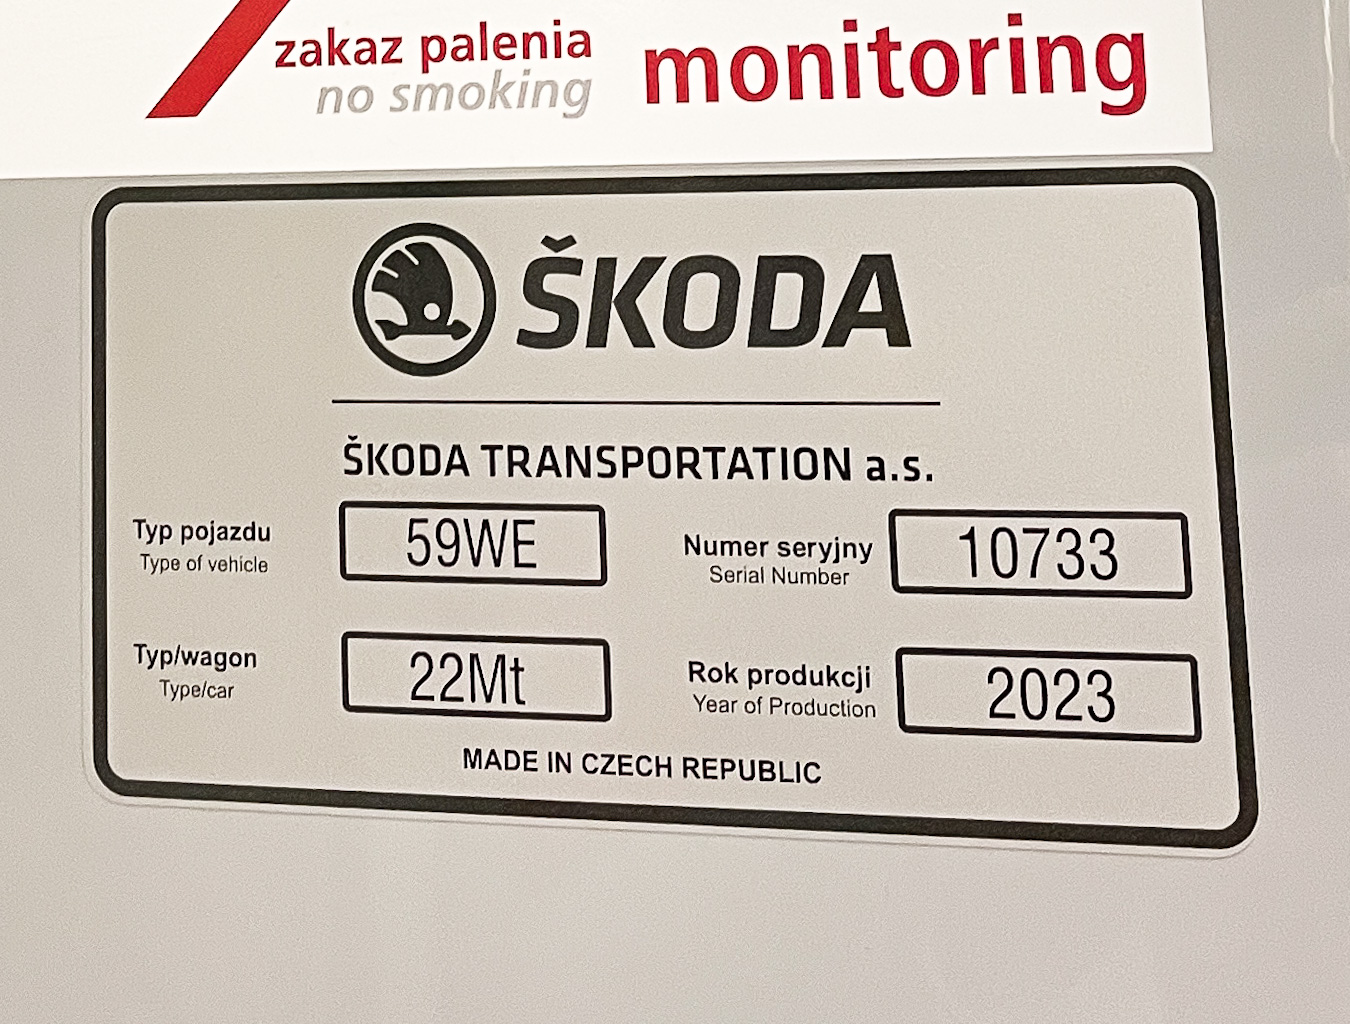 zakaz palenia
no smoking
monitoring
ŠKODA
ŠKODA TRANSPORTATION a.s.
Typ pojazdu
Type of vehicle
59WE
Numer seryjny
Serial Number
10733
Typ/wagon
Type/car
22Mt
Rok produkcji
Year of Production
2023
MADE IN CZECH REPUBLIC